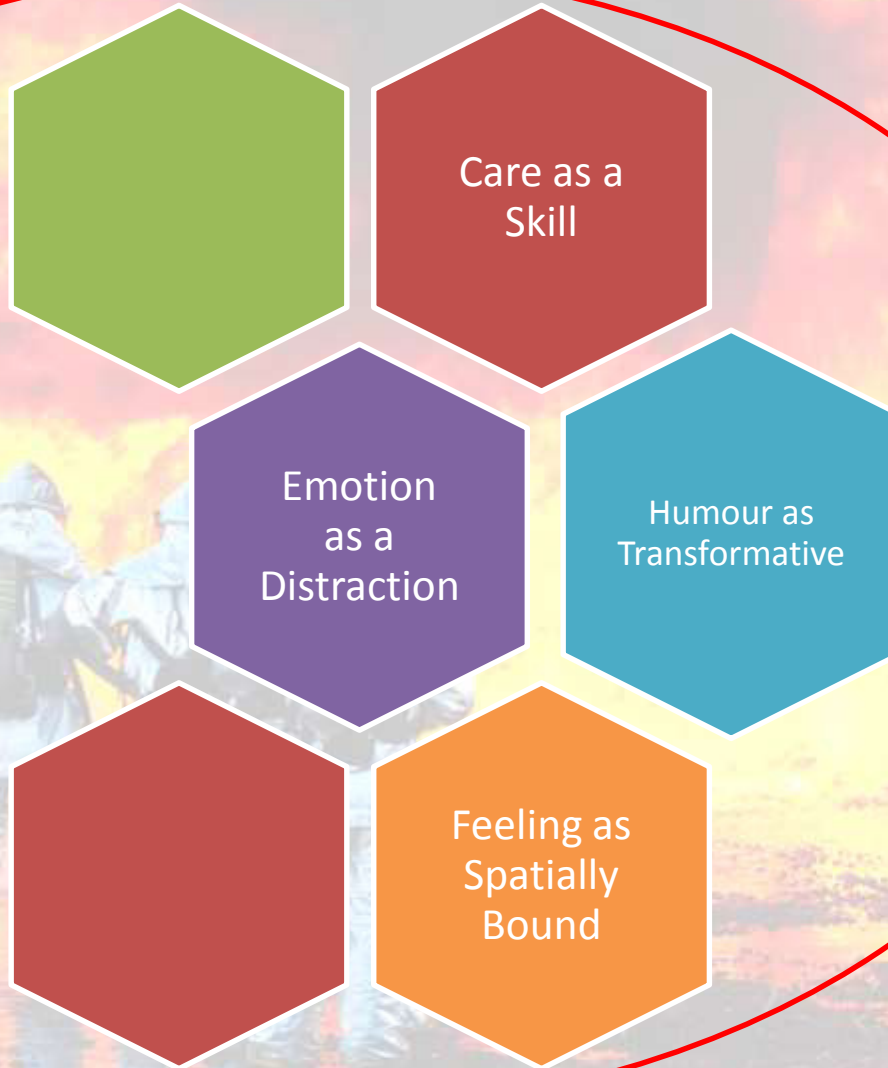 Care as a
Skill
Emotion
as a
Distraction
Humour as
Transformative
Feeling as
Spatially
Bound